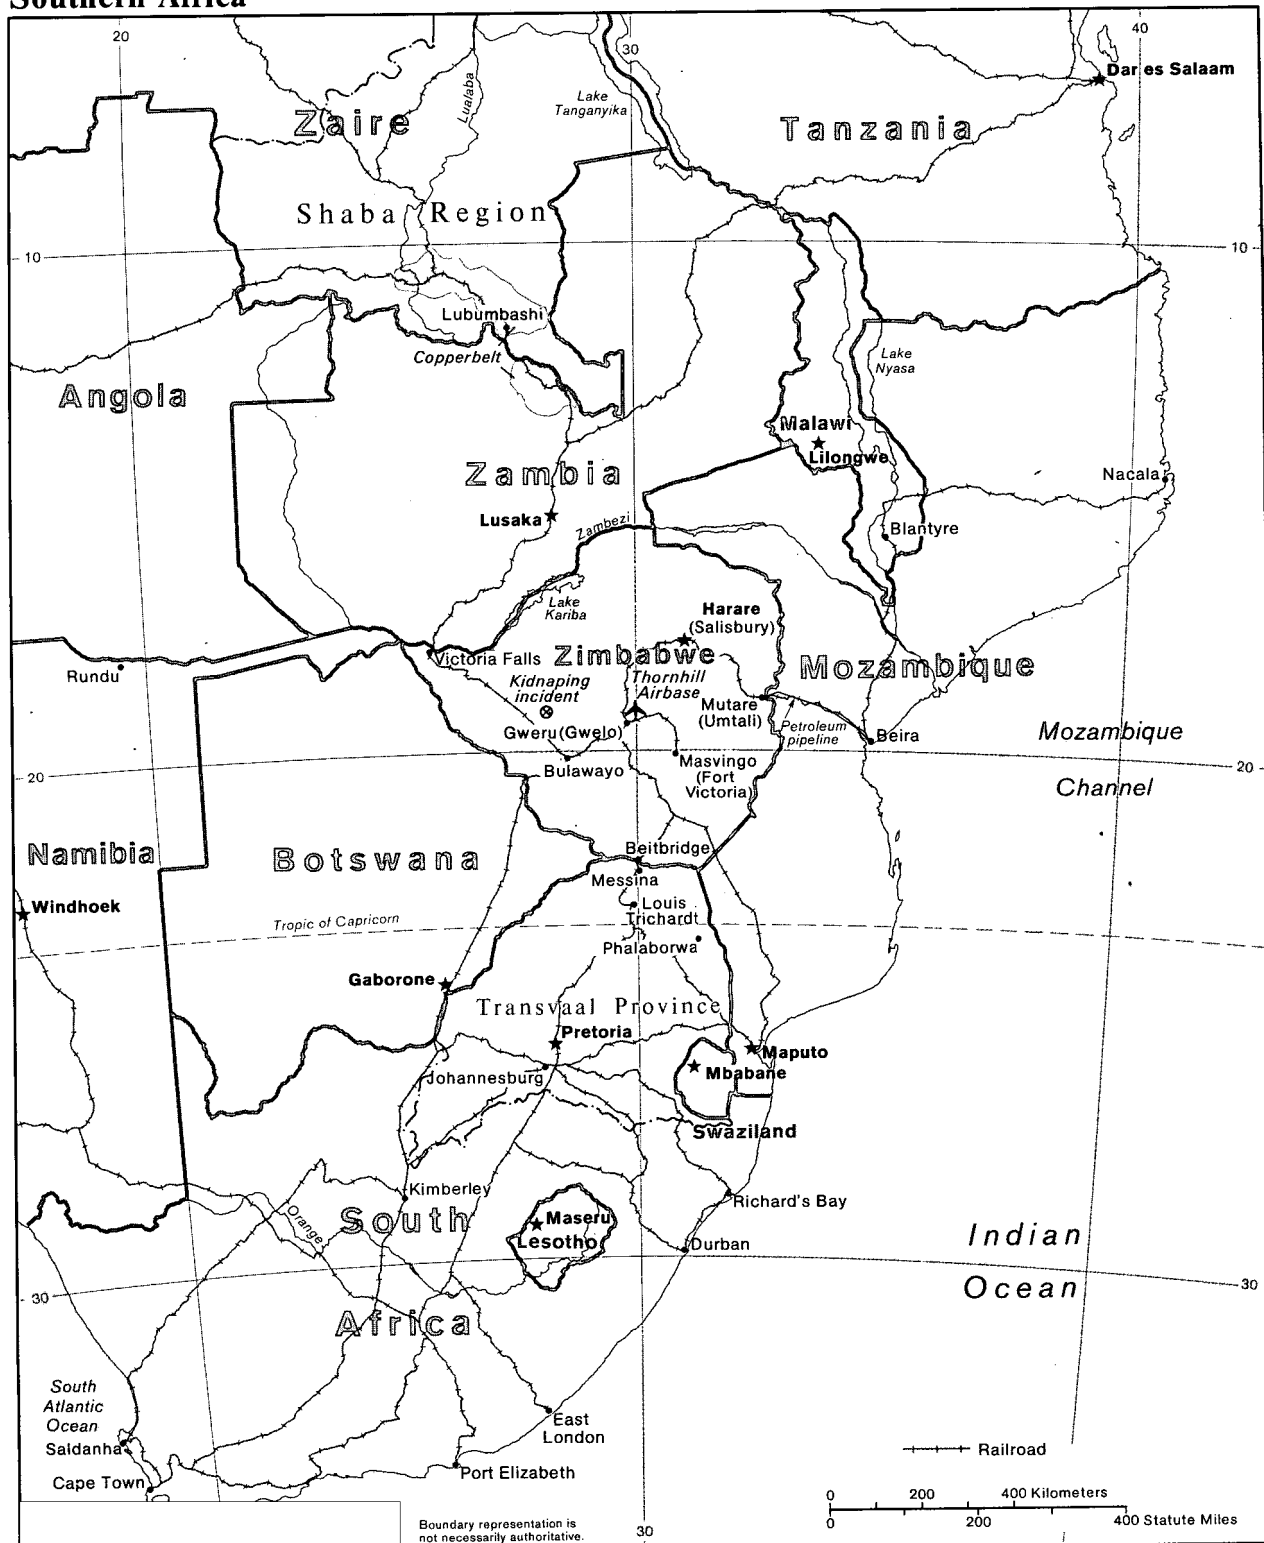 Southern Africa
20
30
40
Dar es Salaam
Lualaba
Lake
Tanganyika
Zaire
Tanzania
Shaba Region
10
10
Lubumbashi
Copperbelt
Lake
Nyasa
Angola
Malawi
Lilongwe
Zambia
Nacala
Lusaka
Zambezi
Blantyre
Lake
Kariba
Harare
(Salisbury)
Victoria Falls
Zimbabwe
Mozambique
Rundu
Kidnaping
incident
Thornhill
Airbase
Mutare
(Umtali)
Petroleum
pipeline
Gweru (Gwelo)
Beira
Mozambique
Channel
Bulawayo
Masvingo
(Fort
Victoria)
20
20
Namibia
Botswana
Beitbridge
Messina
Windhoek
Louis
Trichardt
Tropic of Capricorn
Phalaborwa
Gaborone
Transvaal Province
Pretoria
Maputo
Johannesburg
Mbabane
Swaziland
Kimberley
Richard's Bay
Orange
South
Maseru
Lesotho
Durban
Indian
Ocean
30
30
Africa
South
Atlantic
Ocean
East
London
Saldanha
Railroad
Port Elizabeth
Cape Town
0 200 400 Kilometers
0 200 400 Statute Miles
Boundary representation is
not necessarily authoritative.
30